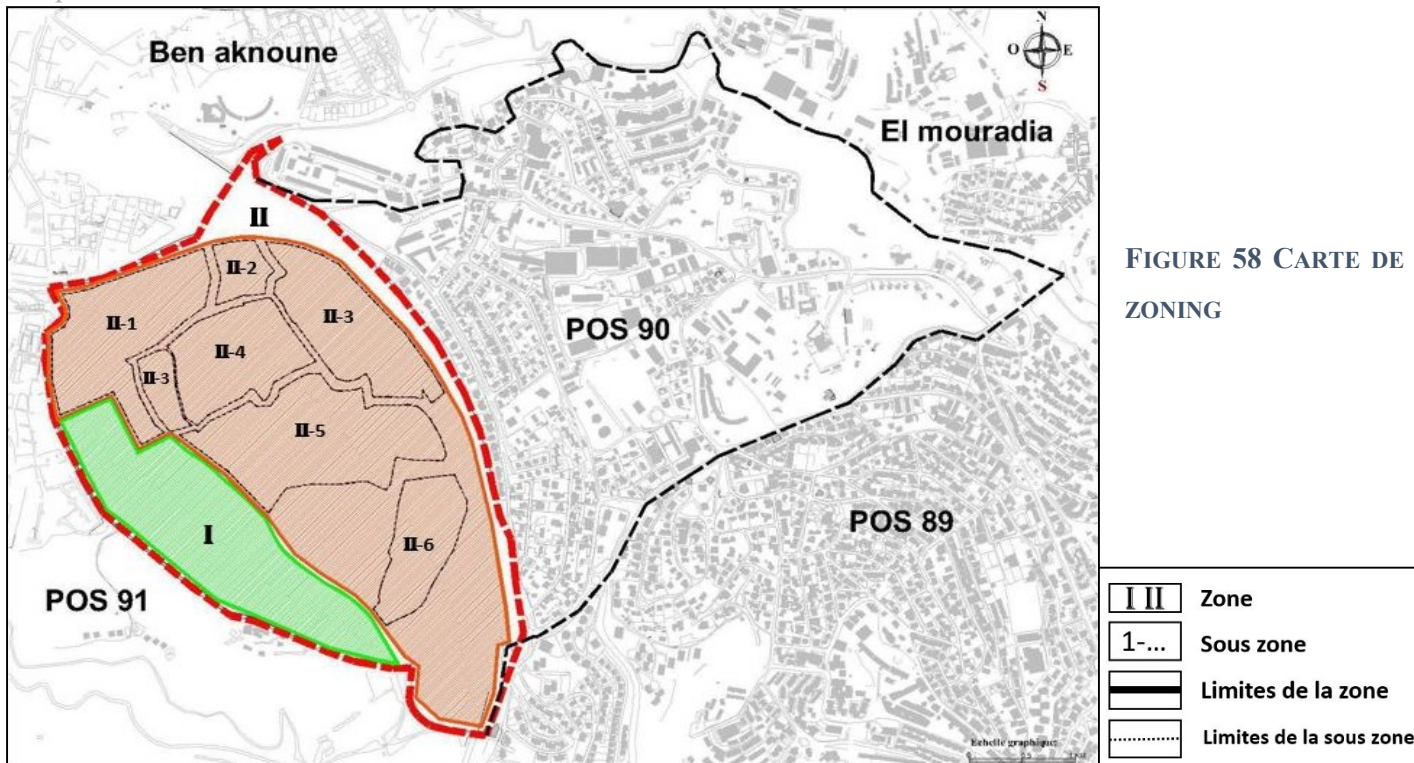 Ben aknoune
N
O E
S
El mouradia
II
II-2
II-1
II-3
II-4
II-3
POS 90
II-5
I
II-6
POS 89
POS 91
Echelle graphique:
FIGURE 58 CARTE DE
ZONING
I II Zone
1-... Sous zone
Limites de la zone
Limites de la sous zone